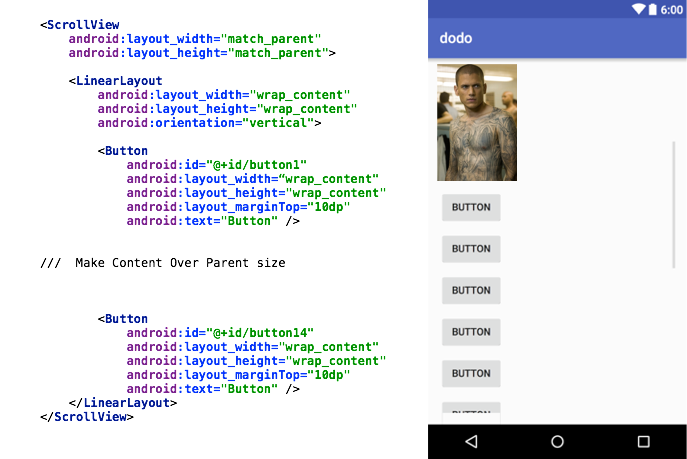 <ScrollView
android:layout_width="match_parent"
android:layout_height="match_parent">
<LinearLayout
android:layout_width="wrap_content"
android:layout_height="wrap_content"
android:orientation="vertical">
<Button
android:id="@+id/button1"
android:layout_width=“wrap_content"
android:layout_height="wrap_content"
android:layout_marginTop="10dp"
android:text="Button" />
/// Make Content Over Parent size
<Button
android:id="@+id/button14"
android:layout_width="wrap_content"
android:layout_height="wrap_content"
android:layout_marginTop="10dp"
android:text="Button" />
</LinearLayout>
</ScrollView>
6:00
dodo
BUTTON
BUTTON
BUTTON
BUTTON
BUTTON
BUTTON